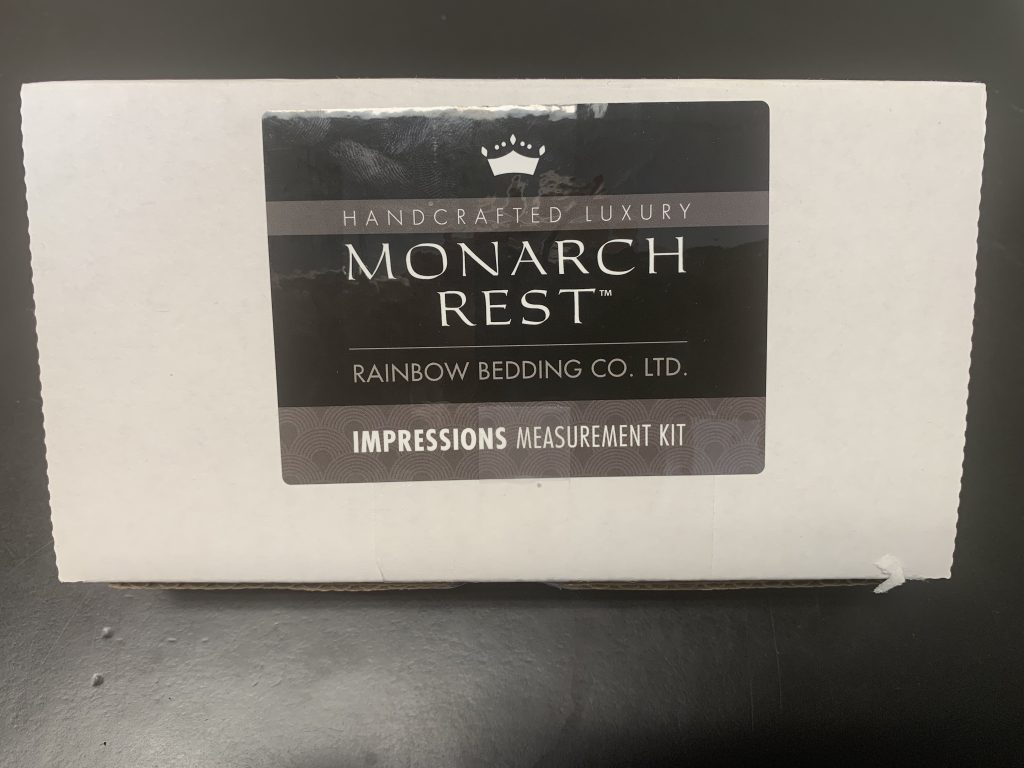 HANDCRAFTED LUXURY
MONARCH
REST™
RAINBOW BEDDING CO. LTD.
IMPRESSIONS MEASUREMENT KIT